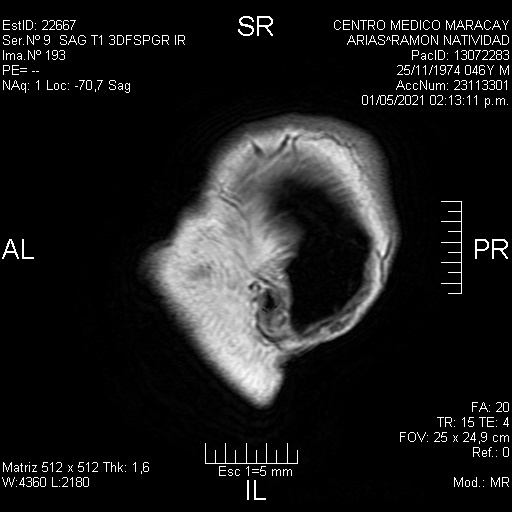 EstID: 22667
Ser.Nº 9 SAG T1 3DFSPGR IR
Ima.Nº 193
PE= --
NAq: 1 Loc: -70,7 Sag
SR
CENTRO MEDICO MARACAY
ARIAS^RAMON NATIVIDAD
PacID: 13072283
25/11/1974 046Y M
AccNum: 23113301
01/05/2021 02:13:11 p.m.
AL
PR
FA: 20
TR: 15 TE: 4
FOV: 25 x 24,9 cm
Ref.: 0
Matriz 512 x 512 Thk: 1,6
W:4360 L:2180
Esc 1=5 mm
IL
Mod.: MR